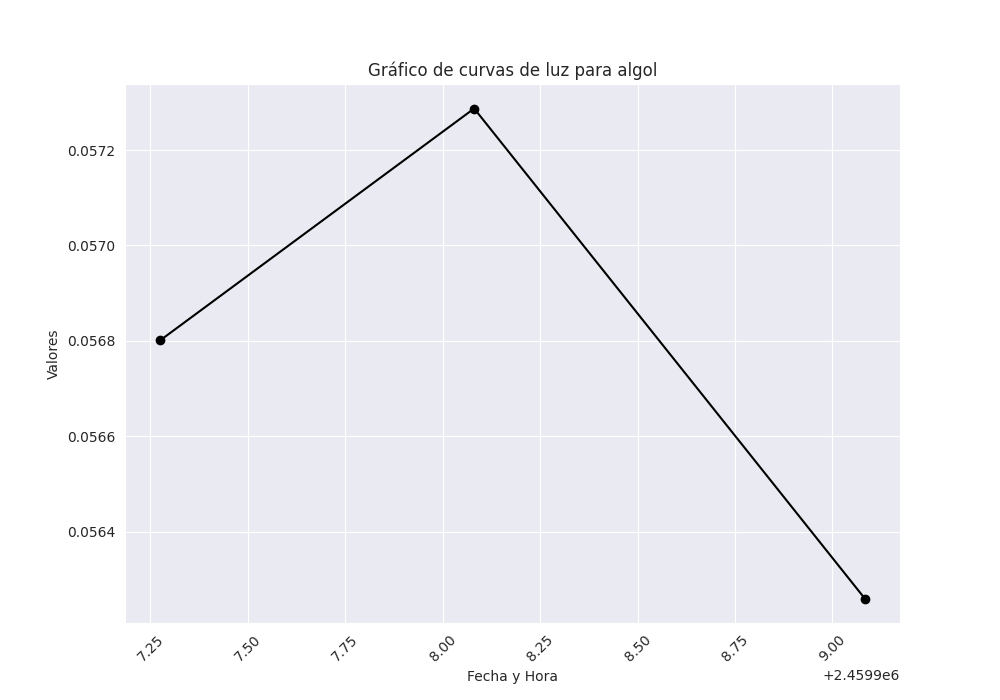 Gráfico de curvas de luz para algol
0.0572
0.0570
0.0568
0.0566
0.0564
Valores
7.25 7.50 7.75 8.00 8.25 8.50 8.75 9.00
Fecha y Hora
+2.4599e6